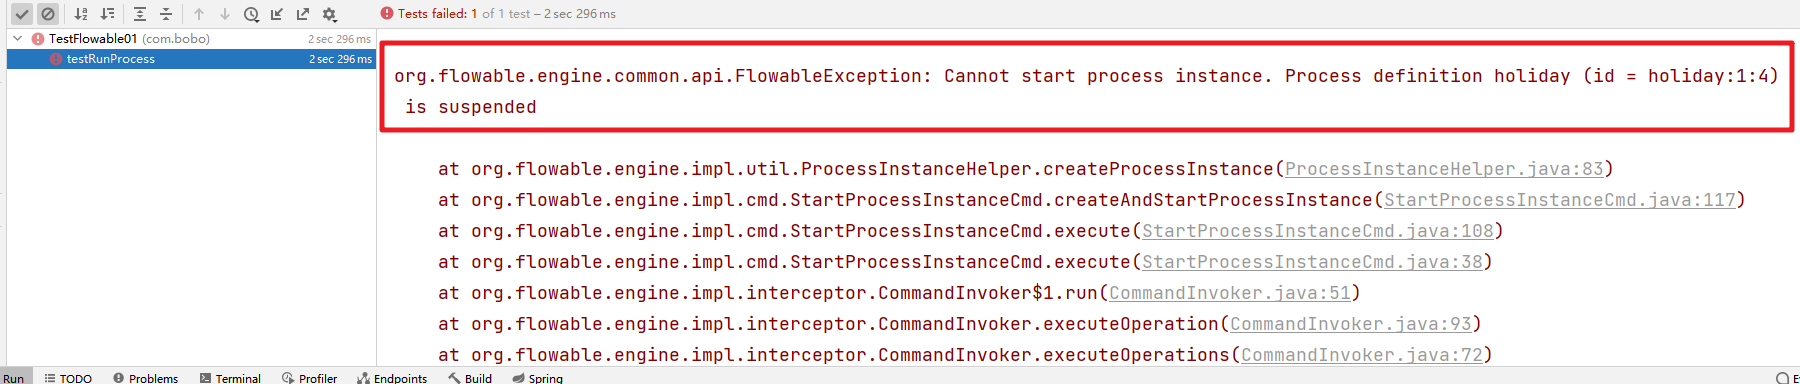 Tests failed: 1 of 1 test – 2 sec 296 ms
TestFlowable01 (com.bobo) 2 sec 296 ms
testRunProcess 2 sec 296 ms
org.flowable.engine.common.api.FlowableException: Cannot start process instance. Process definition holiday (id = holiday:1:4)
is suspended
at org.flowable.engine.impl.util.ProcessInstanceHelper.createProcessInstance(ProcessInstanceHelper.java:83)
at org.flowable.engine.impl.cmd.StartProcessInstanceCmd.createAndStartProcessInstance(StartProcessInstanceCmd.java:117)
at org.flowable.engine.impl.cmd.StartProcessInstanceCmd.execute(StartProcessInstanceCmd.java:108)
at org.flowable.engine.impl.cmd.StartProcessInstanceCmd.execute(StartProcessInstanceCmd.java:38)
at org.flowable.engine.impl.interceptor.CommandInvoker$1.run(CommandInvoker.java:51)
at org.flowable.engine.impl.interceptor.CommandInvoker.executeOperation(CommandInvoker.java:93)
at org.flowable.engine.impl.interceptor.CommandInvoker.executeOperations(CommandInvoker.java:72)
Run TODO Problems Terminal Profiler Endpoints Build Spring